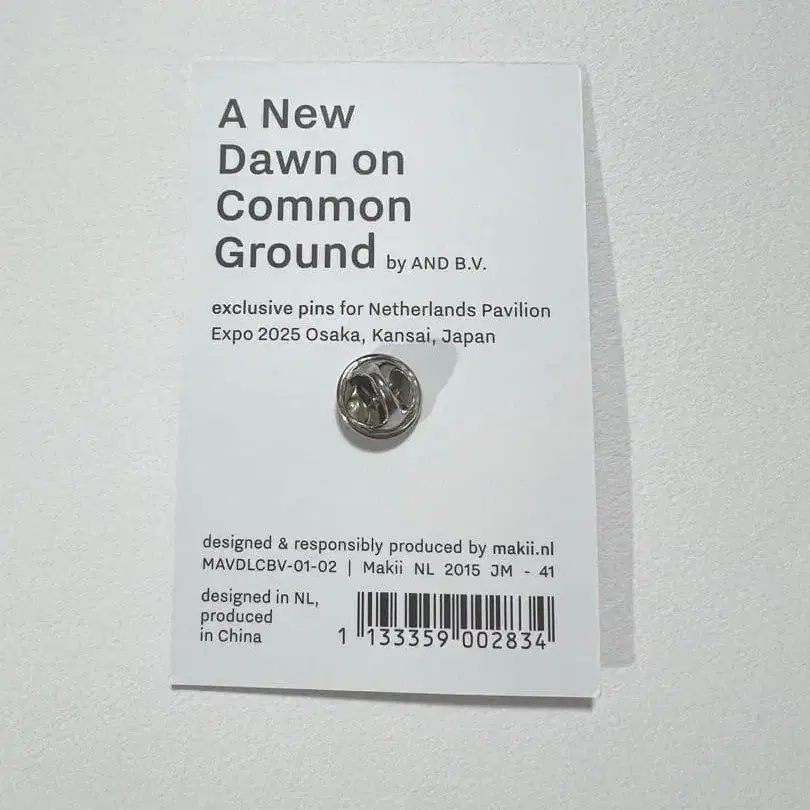 A New
Dawn on
Common
Ground by AND B.V.
exclusive pins for Netherlands Pavilion
Expo 2025 Osaka, Kansai, Japan
designed & responsibly produced by makii.nl
MAVDLCBV-01-02 | Makii NL 2015 JM - 41
designed in NL,
produced
in China
1 133359 002834